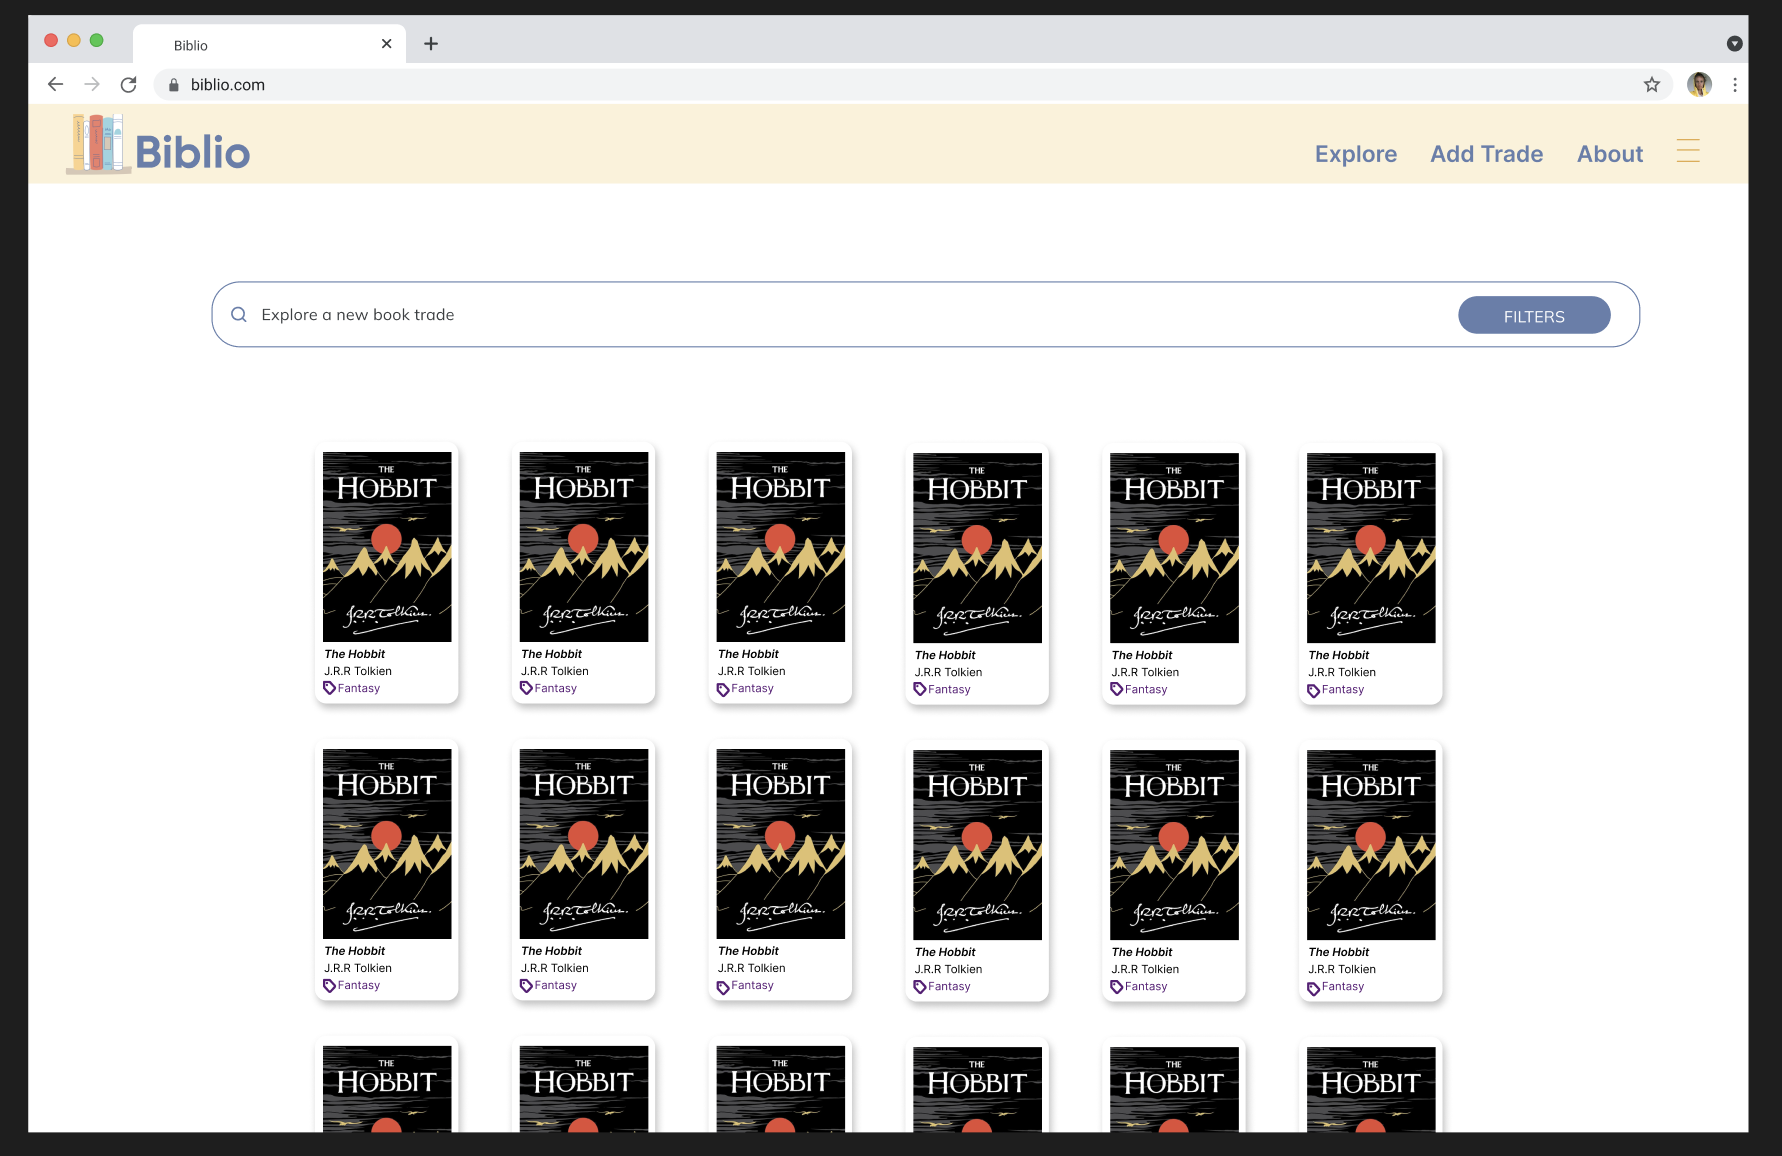 Biblio
biblio.com
Biblio
Explore Add Trade About
Explore a new book trade
FILTERS
THE THE THE THE THE THE
HOBBIT HOBBIT HOBBIT HOBBIT HOBBIT HOBBIT
J.R.R. Tolkien. J.R.R. Tolkien. J.R.R. Tolkien. J.R.R. Tolkien. J.R.R. Tolkien. J.R.R. Tolkien.
The Hobbit The Hobbit The Hobbit The Hobbit The Hobbit The Hobbit
J.R.R Tolkien J.R.R Tolkien J.R.R Tolkien J.R.R Tolkien J.R.R Tolkien J.R.R Tolkien
Fantasy Fantasy Fantasy Fantasy Fantasy Fantasy
THE THE THE THE THE THE
HOBBIT HOBBIT HOBBIT HOBBIT HOBBIT HOBBIT
J.R.R. Tolkien. J.R.R. Tolkien. J.R.R. Tolkien. J.R.R. Tolkien. J.R.R. Tolkien. J.R.R. Tolkien.
The Hobbit The Hobbit The Hobbit The Hobbit The Hobbit The Hobbit
J.R.R Tolkien J.R.R Tolkien J.R.R Tolkien J.R.R Tolkien J.R.R Tolkien J.R.R Tolkien
Fantasy Fantasy Fantasy Fantasy Fantasy Fantasy
THE THE THE THE THE THE
HOBBIT HOBBIT HOBBIT HOBBIT HOBBIT HOBBIT